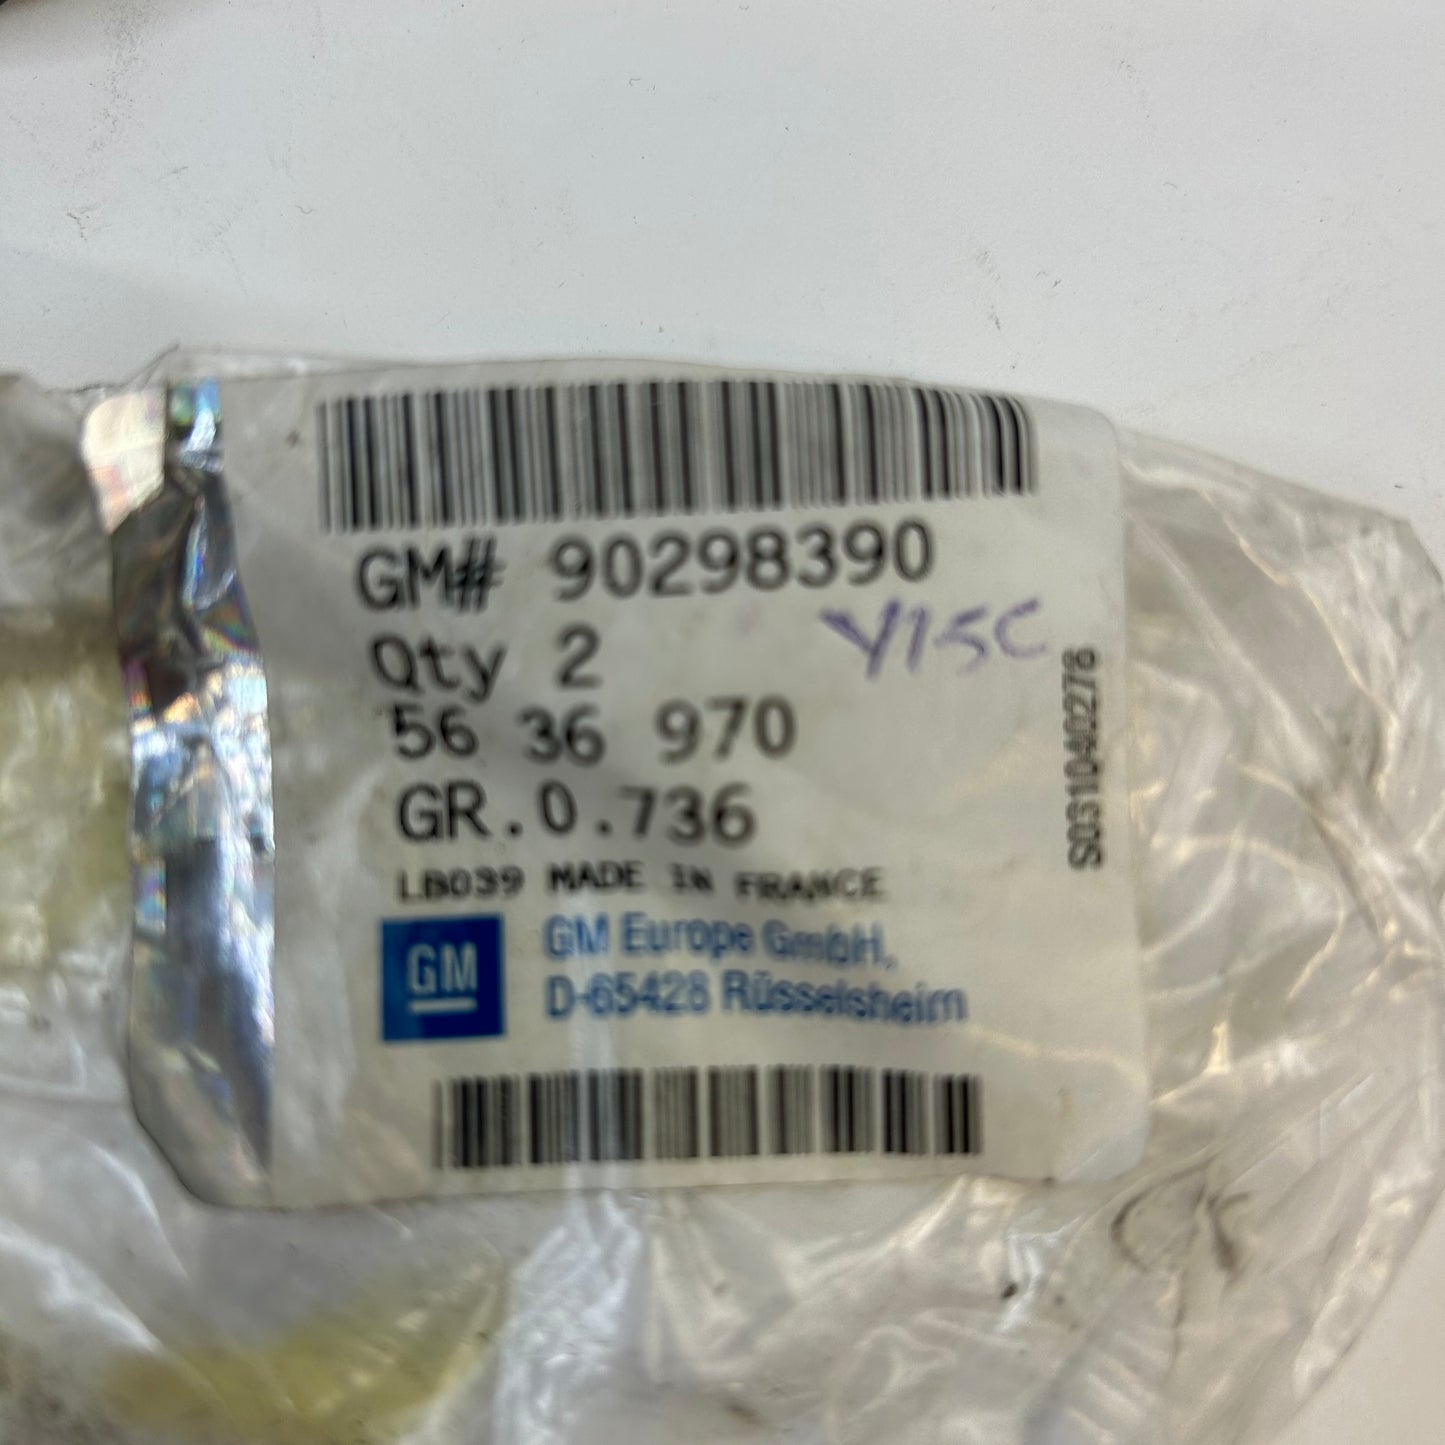 GM# 90298390
Y15C
Qty 2
56 36 970
GR.0.736
LB039 MADE IN FRANCE
GM
GM Europe GmbH,
D-65428 Rüsselsheim
S0310402276